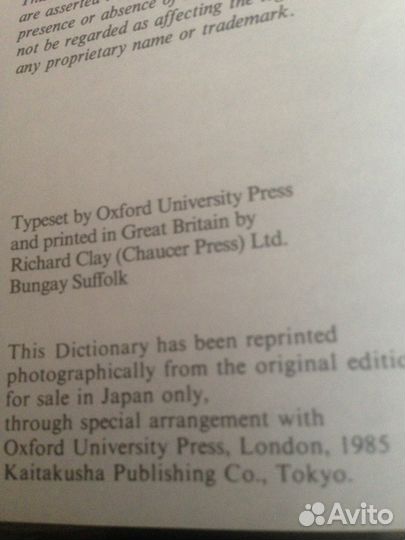 are asserted
presence or absence of
not be regarded as affecting the
any proprietary name or trademark.
Typeset by Oxford University Press
and printed in Great Britain by
Richard Clay (Chaucer Press) Ltd.
Bungay Suffolk
This Dictionary has been reprinted
photographically from the original editio
for sale in Japan only,
through special arrangement with
Oxford University Press, London, 1985
Kaitakusha Publishing Co., Tokyo.
Avito